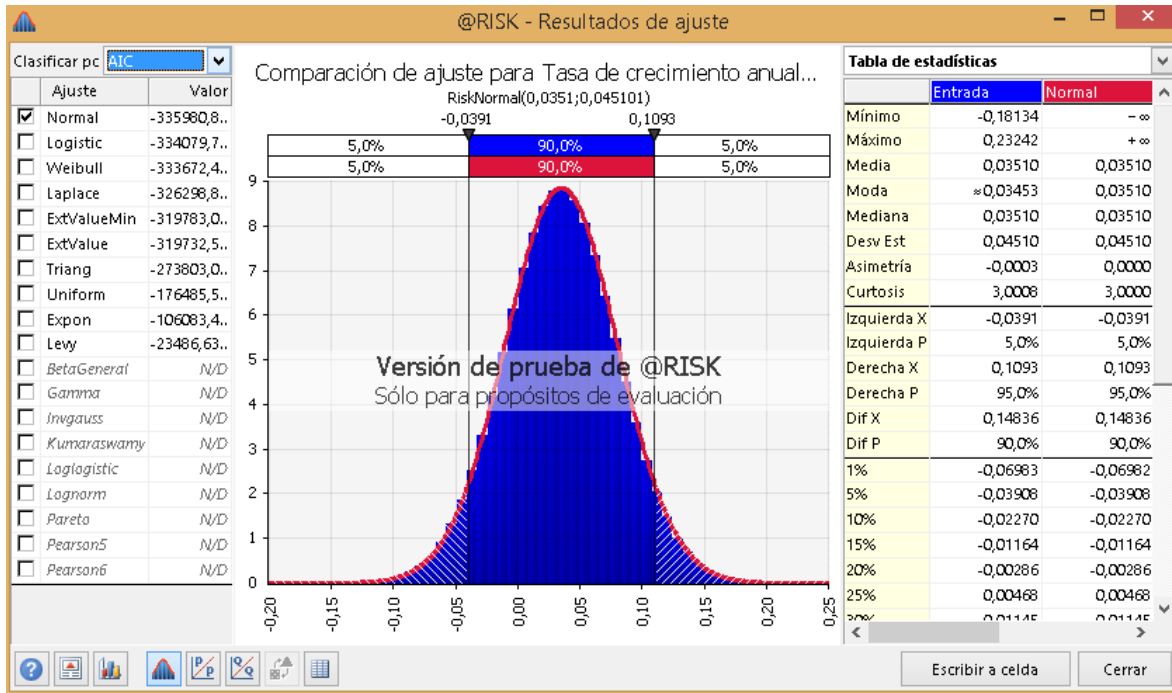 @RISK - Resultados de ajuste
Clasificar pc AIC
Ajuste Valor
Normal -335980,8..
Logistic -334079,7..
Weibull -333672,4..
Laplace -326298,8..
ExtValueMin -319783,0..
ExtValue -319732,5..
Triang -273803,0..
Uniform -176485,5..
Expon -106083,4..
Levy -23486,63..
BetaGeneral N/D
Gamma N/D
Invgauss N/D
Kumaraswamy N/D
Loglogistic N/D
Lognorm N/D
Pareto N/D
Pearson5 N/D
Pearson6 N/D
Comparación de ajuste para Tasa de crecimiento anual...
RiskNormal(0,0351;0,045101)
-0,0391 0,1093
5,0% 90,0% 5,0%
5,0% 90,0% 5,0%
9
8
7
6
5
4
3
2
1
0
Versión de prueba de @RISK
Sólo para propósitos de evaluación
-0,20 -0,15 -0,10 -0,05 0,00 0,05 0,10 0,15 0,20 0,25
Tabla de estadísticas
Entrada Normal
Mínimo -0,18134 -∞
Máximo 0,23242 +∞
Media 0,03510 0,03510
Moda ≈0,03453 0,03510
Mediana 0,03510 0,03510
Desv Est 0,04510 0,04510
Asimetría -0,0003 0,0000
Curtosis 3,0008 3,0000
Izquierda X -0,0391 -0,0391
Izquierda P 5,0% 5,0%
Derecha X 0,1093 0,1093
Derecha P 95,0% 95,0%
Dif X 0,14836 0,14836
Dif P 90,0% 90,0%
1% -0,06983 -0,06982
5% -0,03908 -0,03908
10% -0,02270 -0,02270
15% -0,01164 -0,01164
20% -0,00286 -0,00286
25% 0,00468 0,00468
30% 0,01145 0,01145
Escribir a celda Cerrar